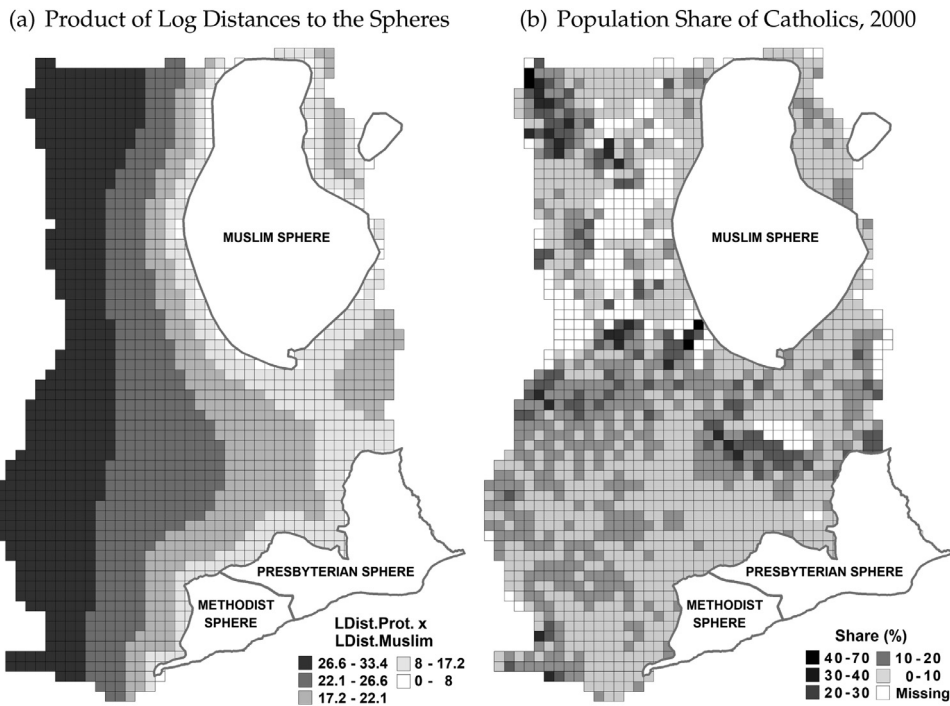 (a) Product of Log Distances to the Spheres
(b) Population Share of Catholics, 2000
MUSLIM SPHERE
PRESBYTERIAN SPHERE
METHODIST
SPHERE
LDist.Prot. x
LDist.Muslim
26.6 - 33.4 8 - 17.2
22.1 - 26.6 0 - 8
17.2 - 22.1
MUSLIM SPHERE
PRESBYTERIAN SPHERE
METHODIST
SPHERE
Share (%)
40-70 10-20
30-40 0-10
20-30 Missing